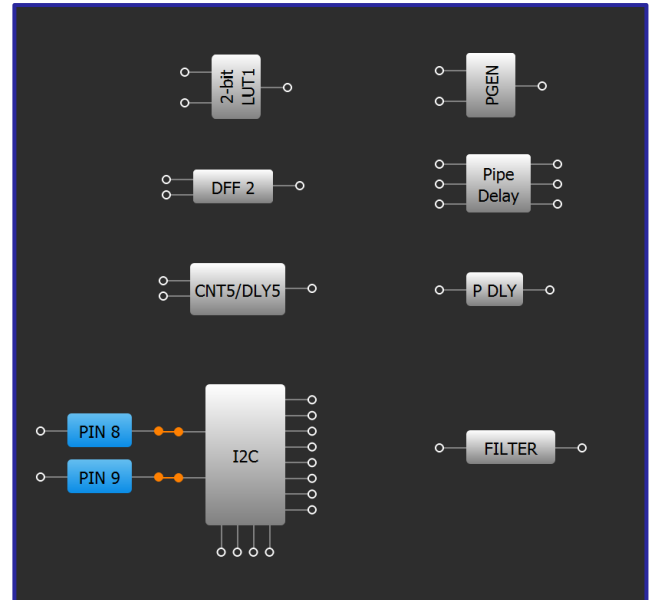 2-bit
LUT1
PGEN
DFF 2
Pipe
Delay
CNT5/DLY5
P DLY
PIN 8
I2C
FILTER
PIN 9